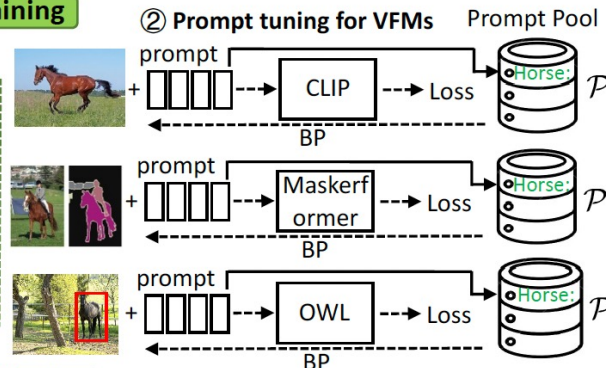 aining
② Prompt tuning for VFMs
Prompt Pool
prompt
+
CLIP
Loss
Horse:
𝒫
BP
prompt
+
Maskerf
ormer
Loss
Horse:
𝒫
BP
prompt
+
OWL
Loss
Horse:
𝒫
BP